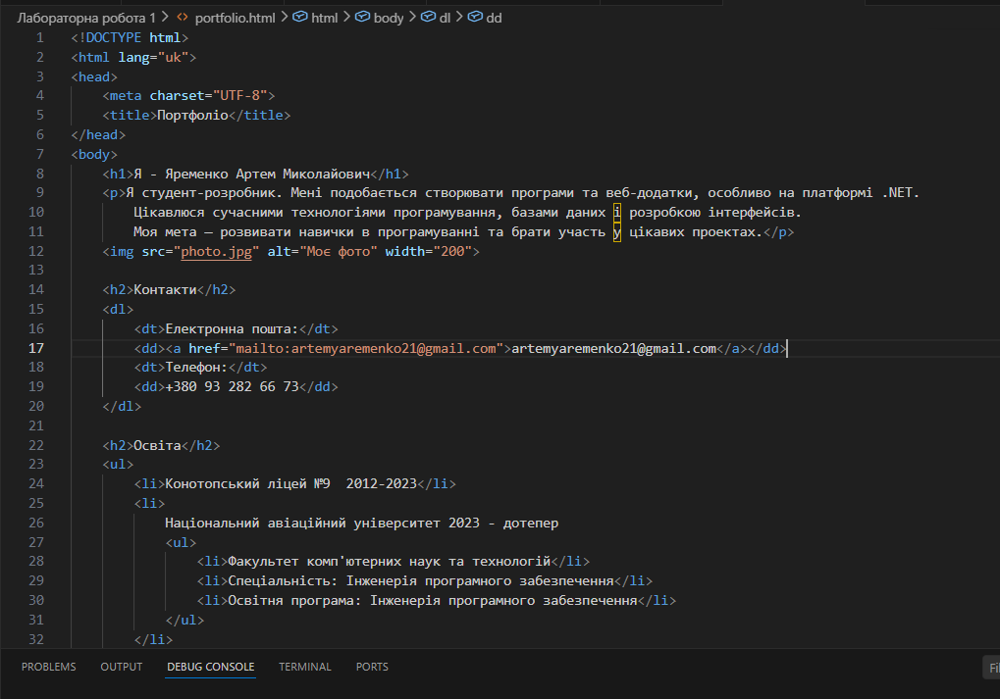 Лабораторна робота 1 > <> portfolio.html > html > body > dl > dd
1 <!DOCTYPE html>
2 <html lang="uk">
3 <head>
4 <meta charset="UTF-8">
5 <title>Портфоліо</title>
6 </head>
7 <body>
8 <h1>Я - Яременко Артем Миколайович</h1>
9 <p>Я студент-розробник. Мені подобається створювати програми та веб-додатки, особливо на платформі .NET.
10 Цікавлюся сучасними технологіями програмування, базами даних і розробкою інтерфейсів.
11 Моя мета — розвивати навички в програмуванні та брати участь у цікавих проектах.</p>
12 <img src="photo.jpg" alt="Моє фото" width="200">
13
14 <h2>Контакти</h2>
15 <dl>
16 <dt>Електронна пошта:</dt>
17 <dd><a href="mailto:artemyaremenko21@gmail.com">artemyaremenko21@gmail.com</a></dd>
18 <dt>Телефон:</dt>
19 <dd>+380 93 282 66 73</dd>
20 </dl>
21
22 <h2>Освіта</h2>
23 <ul>
24 <li>Конотопський ліцей №9  2012-2023</li>
25 <li>
26 Національний авіаційний університет 2023 - дотепер
27 <ul>
28 <li>Факультет комп'ютерних наук та технологій</li>
29 <li>Спеціальність: Інженерія програмного забезпечення</li>
30 <li>Освітня програма: Інженерія програмного забезпечення</li>
31 </ul>
32 </li>
PROBLEMS OUTPUT DEBUG CONSOLE TERMINAL PORTS